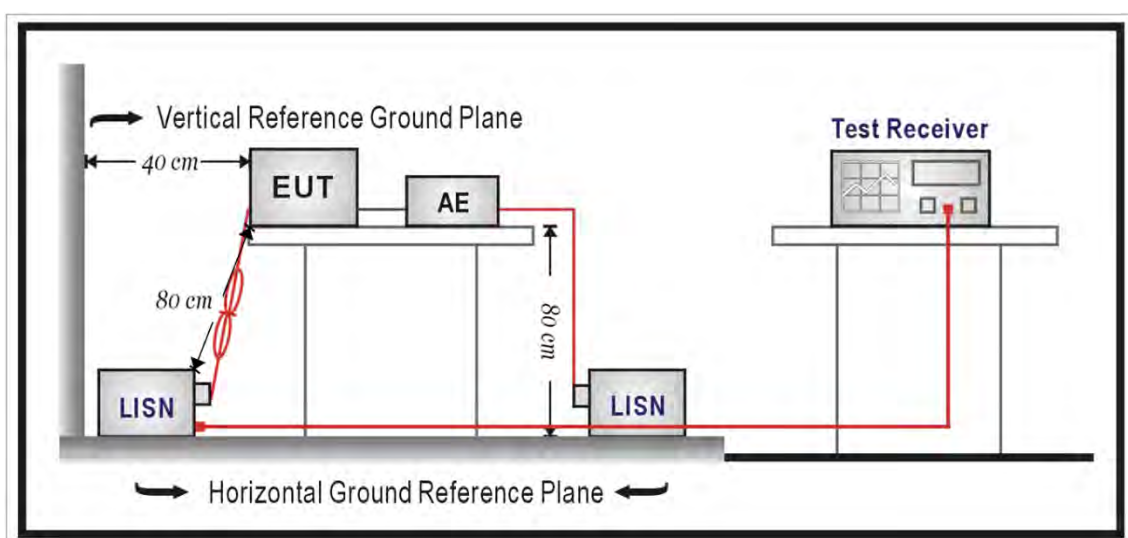 Vertical Reference Ground Plane
40 cm
Test Receiver
EUT
AE
80 cm
80 cm
LISN
LISN
Horizontal Ground Reference Plane